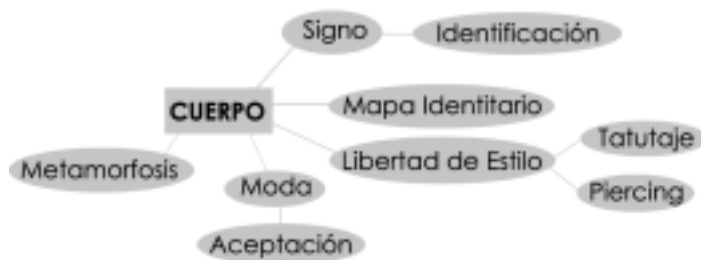 Signo
Identificación
CUERPO
Mapa Identitario
Libertad de Estilo
Tatutaje
Piercing
Metamorfosis
Moda
Aceptación